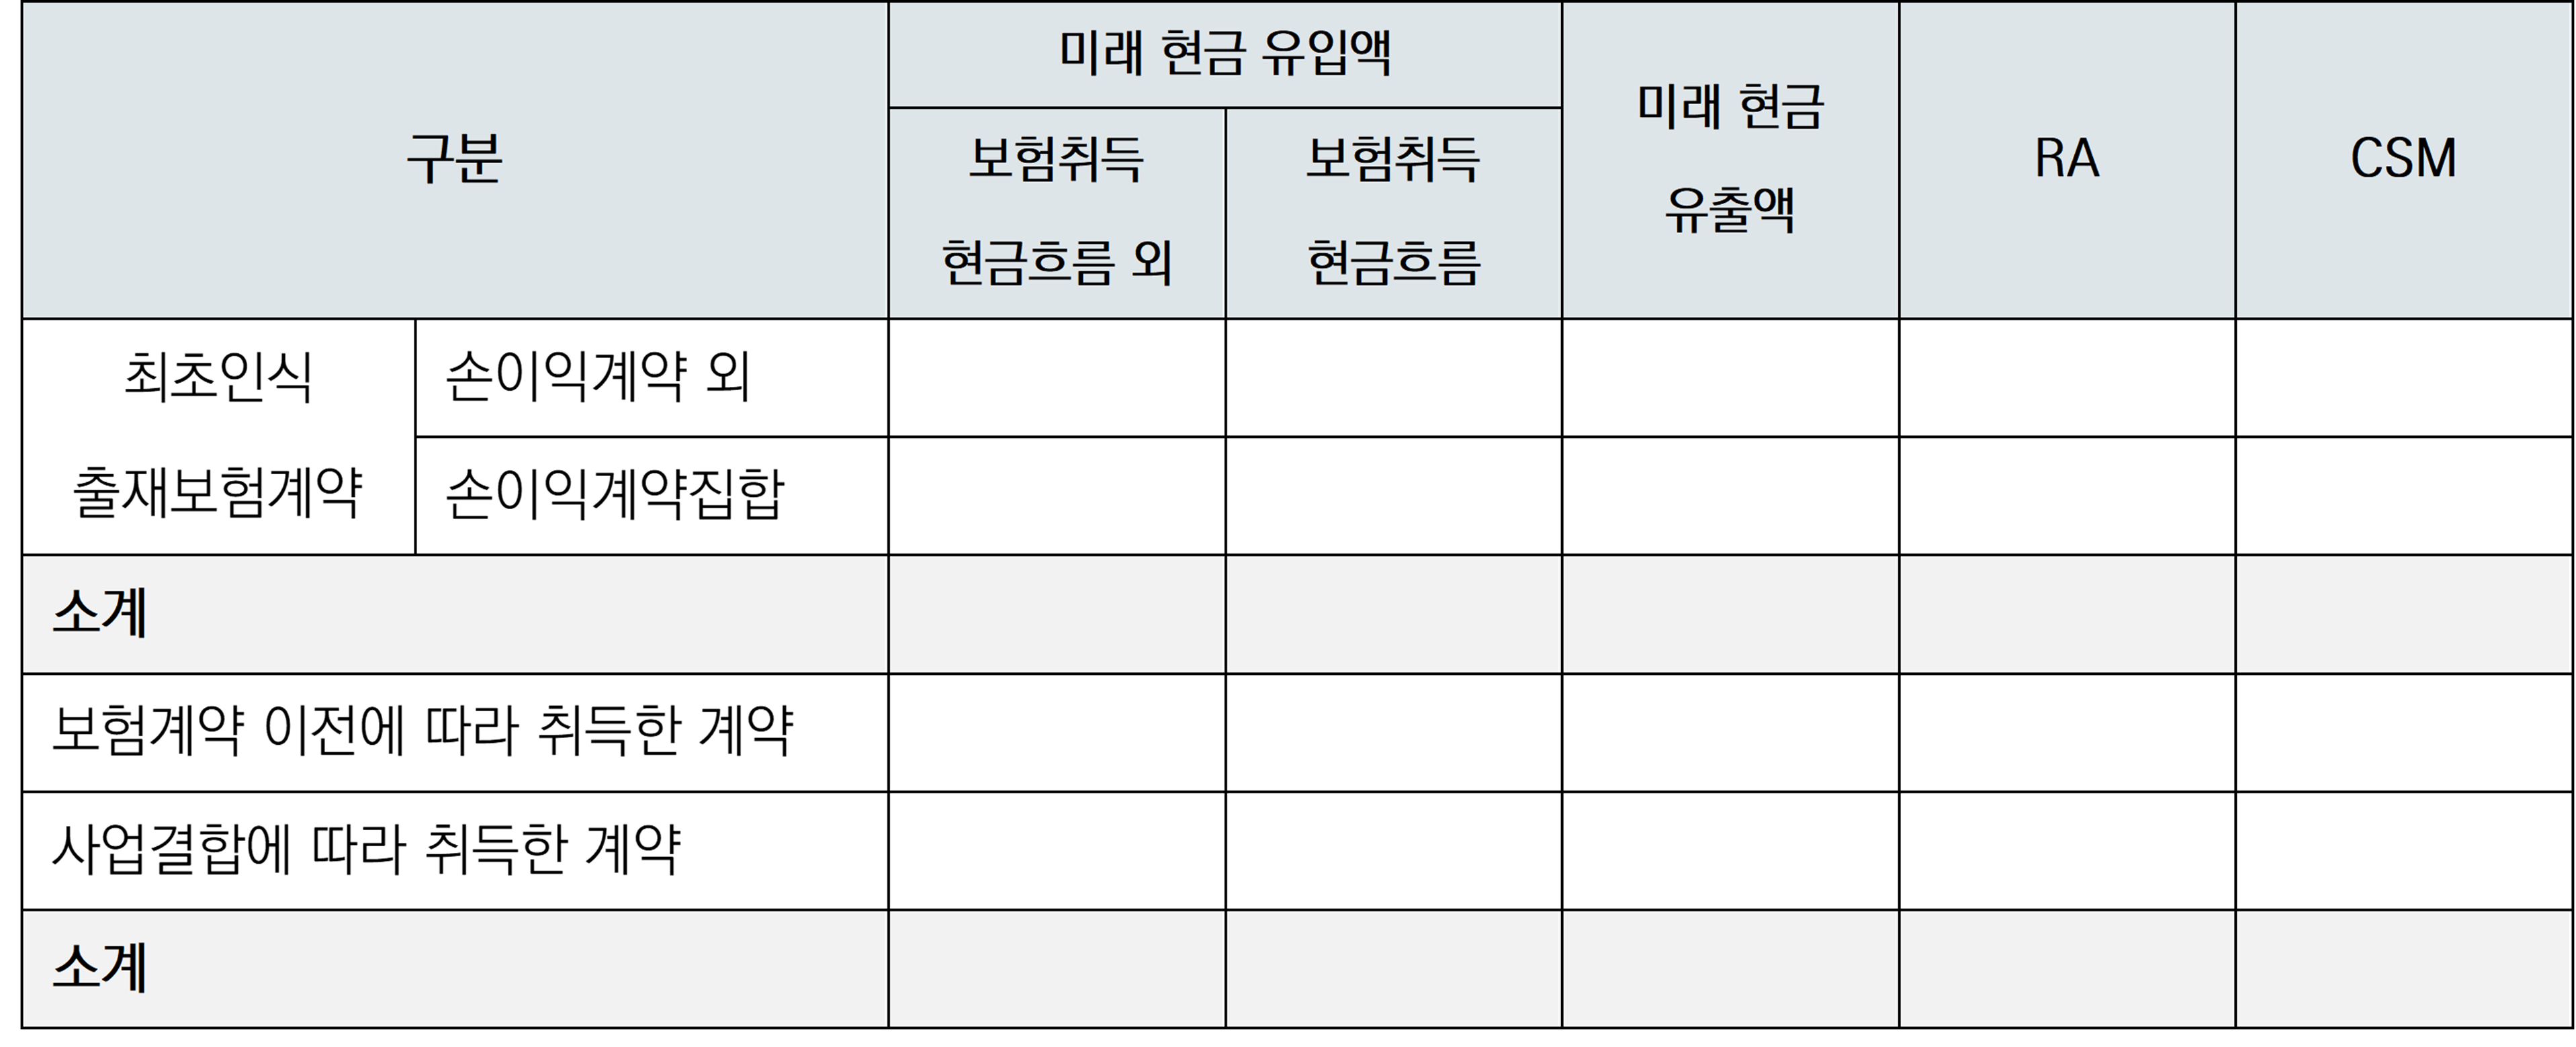 구분
미래 현금 유입액
보험취득
현금흐름 외
보험취득
현금흐름
미래 현금
유출액
RA
CSM
최초인식
출재보험계약
손이익계약 외
손이익계약집합
소계
보험계약 이전에 따라 취득한 계약
사업결합에 따라 취득한 계약
소계